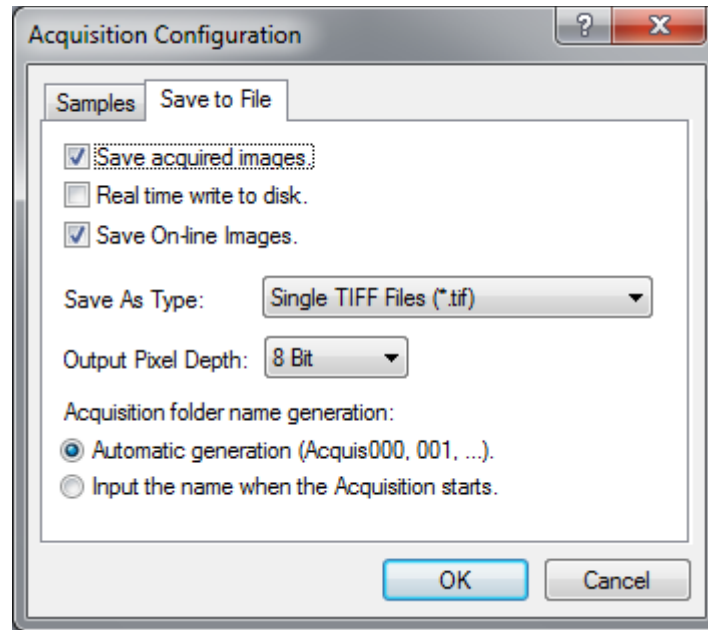 Acquisition Configuration
Samples
Save to File
Save acquired images.
Real time write to disk.
Save On-line Images.
Save As Type:
Single TIFF Files (*.tif)
Output Pixel Depth:
8 Bit
Acquisition folder name generation:
Automatic generation (Acquis000, 001, ...).
Input the name when the Acquisition starts.
OK
Cancel